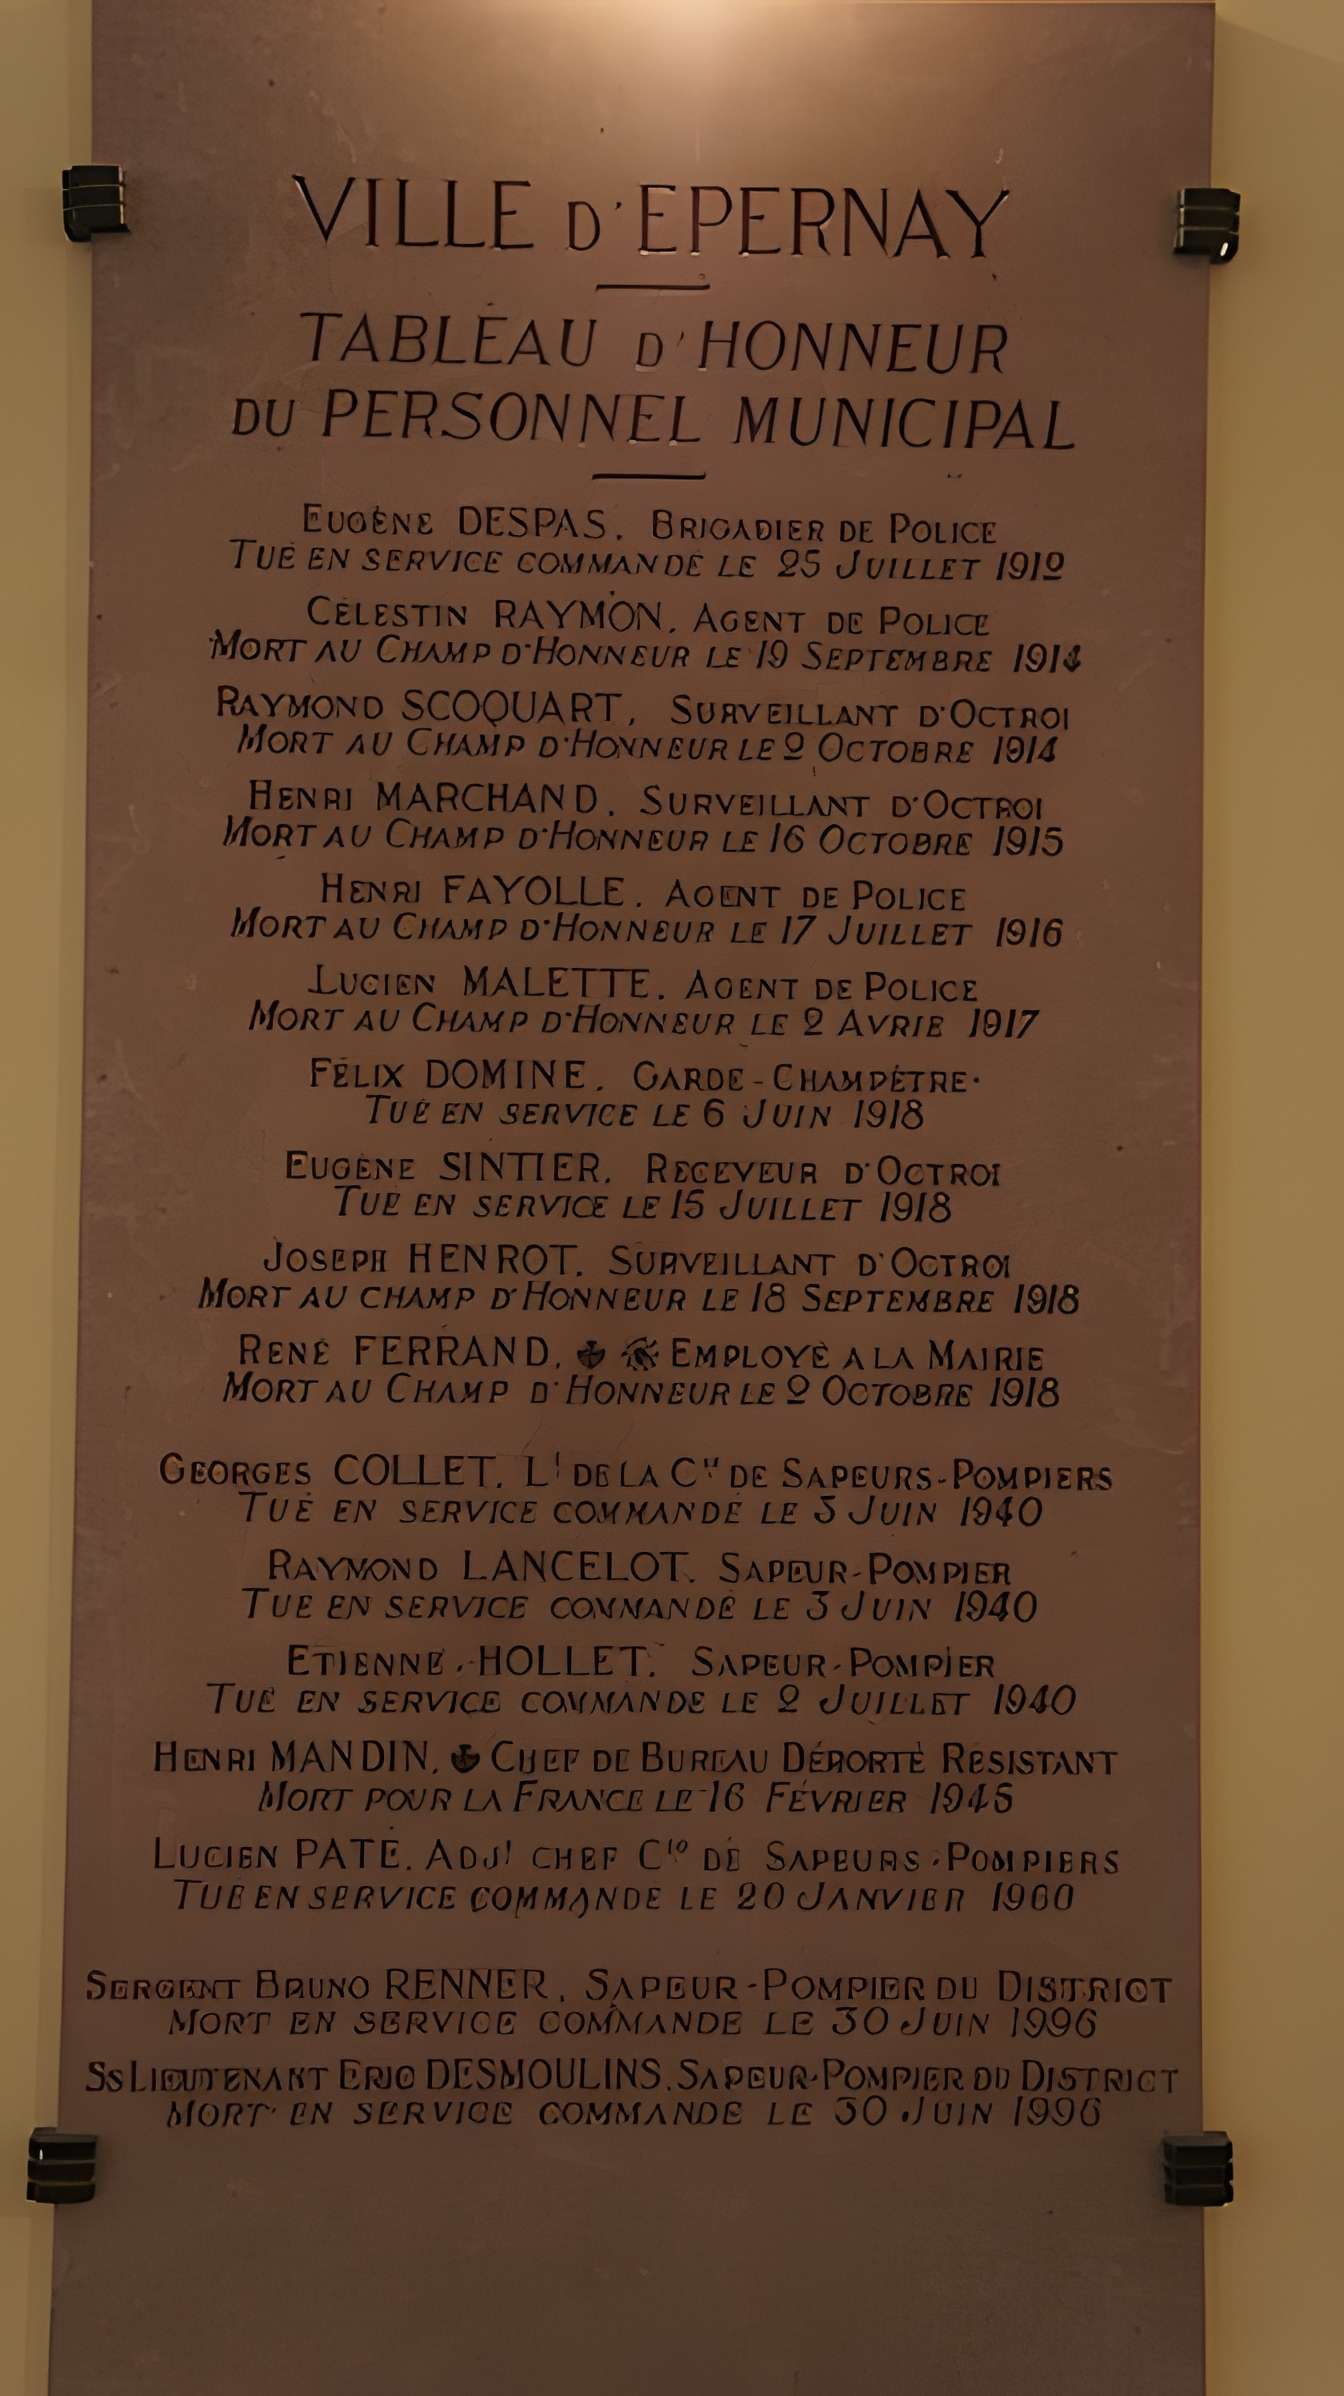 VILLE D'EPERNAY
TABLEAU D'HONNEUR
DU PERSONNEL MUNICIPAL
EUGÈNE DESPAS. BRIGADIER DE POLICE
TUÉ EN SERVICE COMMANDÉ LE 25 JUILLET 1912
CÉLESTIN RAYMON. AGENT DE POLICE
MORT AU CHAMP D'HONNEUR LE 19 SEPTEMBRE 1914
RAYMOND SCOQUART. SURVEILLANT D'OCTROI
MORT AU CHAMP D'HONNEUR LE 2 OCTOBRE 1914
HENRI MARCHAND. SURVEILLANT D'OCTROI
MORT AU CHAMP D'HONNEUR LE 16 OCTOBRE 1915
HENRI FAYOLLE. AGENT DE POLICE
MORT AU CHAMP D'HONNEUR LE 17 JUILLET 1916
LUCIEN MALETTE. AGENT DE POLICE
MORT AU CHAMP D'HONNEUR LE 2 AVRIL 1917
FÉLIX DOMINE. GARDE-CHAMPÊTRE
TUÉ EN SERVICE LE 6 JUIN 1918
EUGÈNE SINTIER. RECEVEUR D'OCTROI
TUÉ EN SERVICE LE 15 JUILLET 1918
JOSEPH HENROT. SURVEILLANT D'OCTROI
MORT AU CHAMP D'HONNEUR LE 18 SEPTEMBRE 1918
RENÉ FERRAND. EMPLOYÉ A LA MAIRIE
MORT AU CHAMP D'HONNEUR LE 2 OCTOBRE 1918
GEORGES COLLET. Lt DE LA Cie DE SAPEURS-POMPIERS
TUÉ EN SERVICE COMMANDÉ LE 3 JUIN 1940
RAYMOND LANCELOT. SAPEUR-POMPIER
TUÉ EN SERVICE COMMANDÉ LE 3 JUIN 1940
ETIENNE HOLLET. SAPEUR-POMPIER
TUÉ EN SERVICE COMMANDÉ LE 2 JUILLET 1940
HENRI MANDIN. CHEF DE BUREAU DÉPORTÉ RÉSISTANT
MORT POUR LA FRANCE LE 16 FÉVRIER 1945
LUCIEN PATÉ. ADJt CHEF Cie DE SAPEURS-POMPIERS
TUÉ EN SERVICE COMMANDÉ LE 20 JANVIER 1960
SERGENT BRUNO RENNER. SAPEUR-POMPIER DU DISTRICT
MORT EN SERVICE COMMANDE LE 30 JUIN 1996
SS LIEUTENANT ERIC DESMOULINS. SAPEUR-POMPIER DU DISTRICT
MORT EN SERVICE COMMANDE LE 30 JUIN 1996